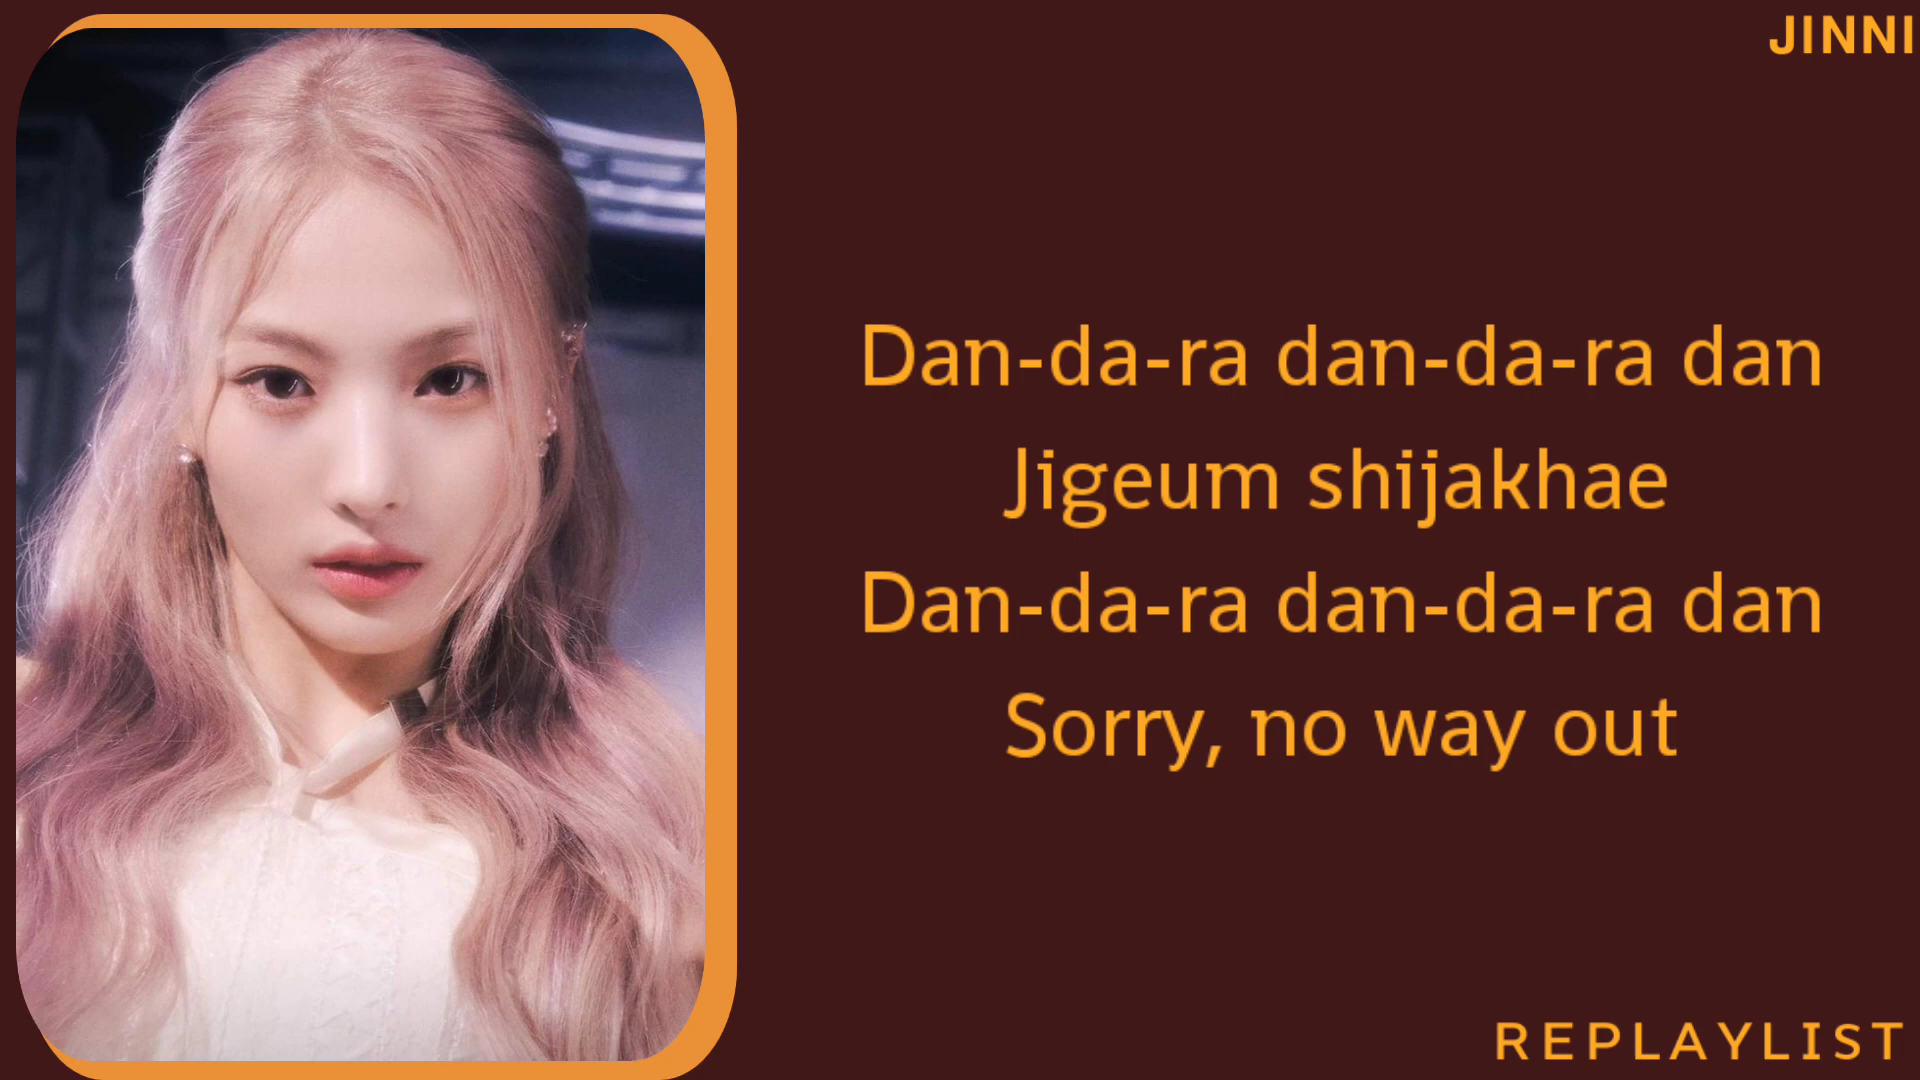 JINNI
Dan-da-ra dan-da-ra dan
Jigeum shijakhae
Dan-da-ra dan-da-ra dan
Sorry, no way out
REPLAYLIST